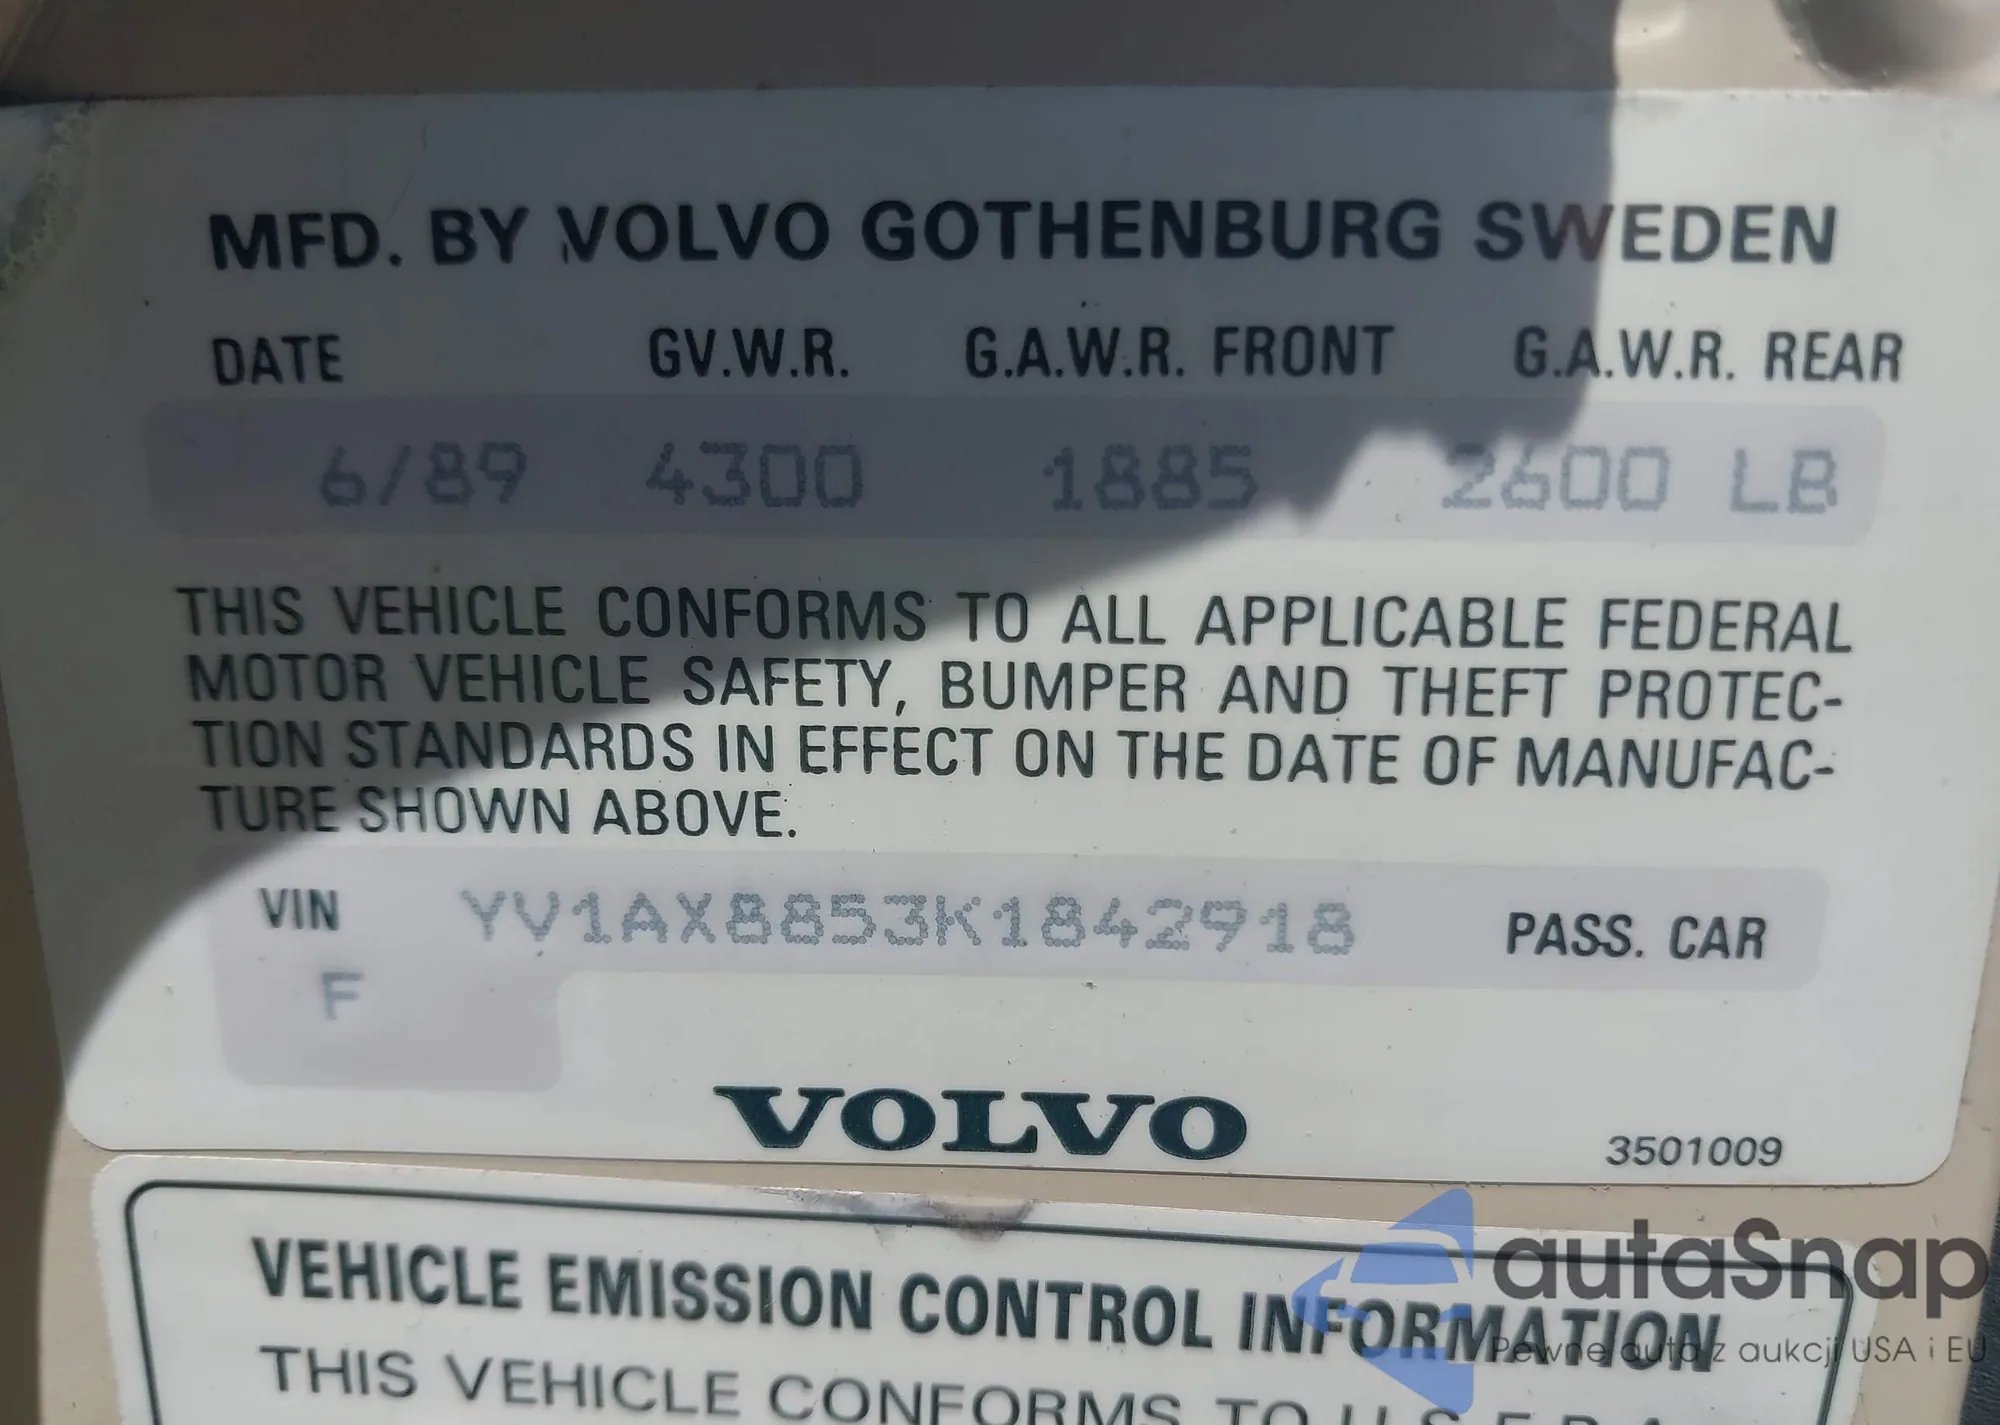 MFD. BY VOLVO GOTHENBURG SWEDEN
DATE GV.W.R. G.A.W.R. FRONT G.A.W.R. REAR
6/89 4300 1885 2600 LB
THIS VEHICLE CONFORMS TO ALL APPLICABLE FEDERAL
MOTOR VEHICLE SAFETY, BUMPER AND THEFT PROTEC-
TION STANDARDS IN EFFECT ON THE DATE OF MANUFAC-
TURE SHOWN ABOVE.
VIN YV1AX8853K1842918 PASS. CAR
F
VOLVO
3501009
VEHICLE EMISSION CONTROL INFORMATION
THIS VEHICLE CONFORMS TO U.S. E.P.A.
autaSnap
Pewne auta z aukcji USA i EU